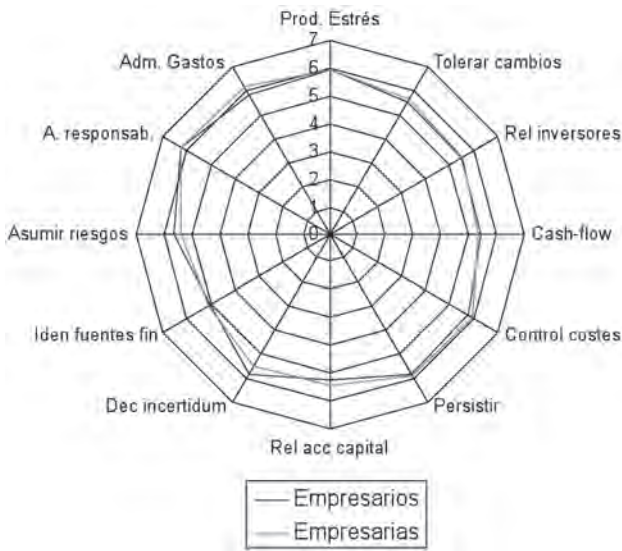 Prod. Estrés
Tolerar cambios
Rel inversores
Cash-flow
Control costes
Persistir
Rel acc capital
Dec incertidum
Iden fuentes fin
Asumir riesgos
A. responsab.
Adm. Gastos
7
6
5
4
3
2
1
0
Empresarios
Empresarias